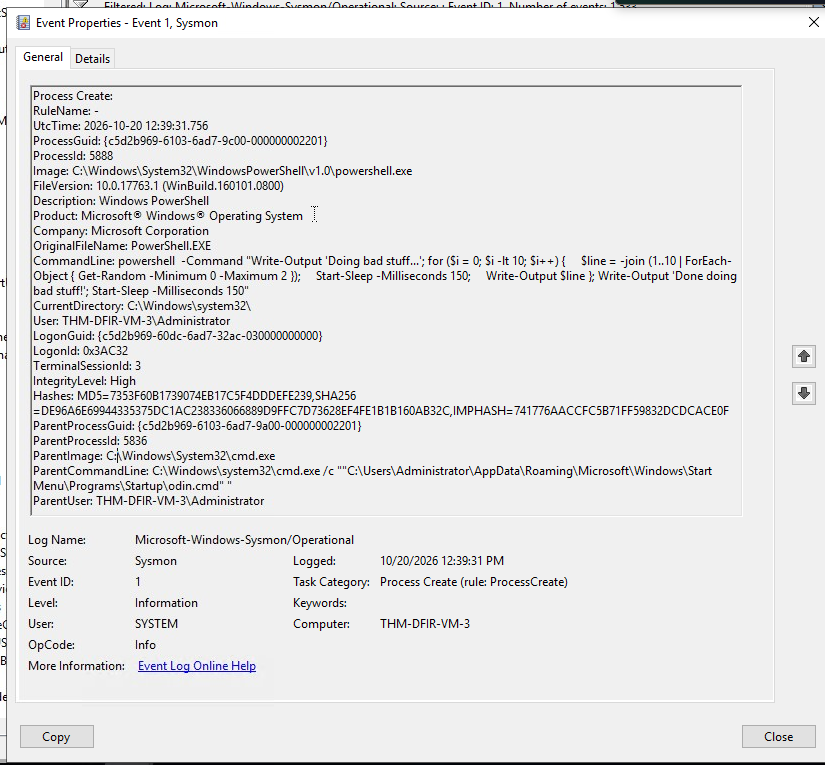 Filtered: Log: Microsoft-Windows-Sysmon/Operational; Source: ; Event ID: 1. Number of events: 1
Event Properties - Event 1, Sysmon
General Details
Process Create:
RuleName: -
UtcTime: 2026-10-20 12:39:31.756
ProcessGuid: {c5d2b969-6103-6ad7-9c00-000000002201}
ProcessId: 5888
Image: C:\Windows\System32\WindowsPowerShell\v1.0\powershell.exe
FileVersion: 10.0.17763.1 (WinBuild.160101.0800)
Description: Windows PowerShell
Product: Microsoft® Windows® Operating System
Company: Microsoft Corporation
OriginalFileName: PowerShell.EXE
CommandLine: powershell  -Command "Write-Output 'Doing bad stuff...'; for ($i = 0; $i -lt 10; $i++) {     $line = -join (1..10 | ForEach-
Object { Get-Random -Minimum 0 -Maximum 2 });     Start-Sleep -Milliseconds 150;     Write-Output $line }; Write-Output 'Done doing
bad stuff!'; Start-Sleep -Milliseconds 150"
CurrentDirectory: C:\Windows\system32\
User: THM-DFIR-VM-3\Administrator
LogonGuid: {c5d2b969-60dc-6ad7-32ac-030000000000}
LogonId: 0x3AC32
TerminalSessionId: 3
IntegrityLevel: High
Hashes: MD5=7353F60B1739074EB17C5F4DDDEFE239,SHA256
=DE96A6E69944335375DC1AC238336066889D9FFC7D73628EF4FE1B1B160AB32C,IMPHASH=741776AACCFC5B71FF59832DCDCACE0F
ParentProcessGuid: {c5d2b969-6103-6ad7-9a00-000000002201}
ParentProcessId: 5836
ParentImage: C:\Windows\System32\cmd.exe
ParentCommandLine: C:\Windows\system32\cmd.exe /c ""C:\Users\Administrator\AppData\Roaming\Microsoft\Windows\Start
Menu\Programs\Startup\odin.cmd" "
ParentUser: THM-DFIR-VM-3\Administrator
Log Name: Microsoft-Windows-Sysmon/Operational
Source: Sysmon Logged: 10/20/2026 12:39:31 PM
Event ID: 1 Task Category: Process Create (rule: ProcessCreate)
Level: Information Keywords:
User: SYSTEM Computer: THM-DFIR-VM-3
OpCode: Info
More Information: Event Log Online Help
Copy Close